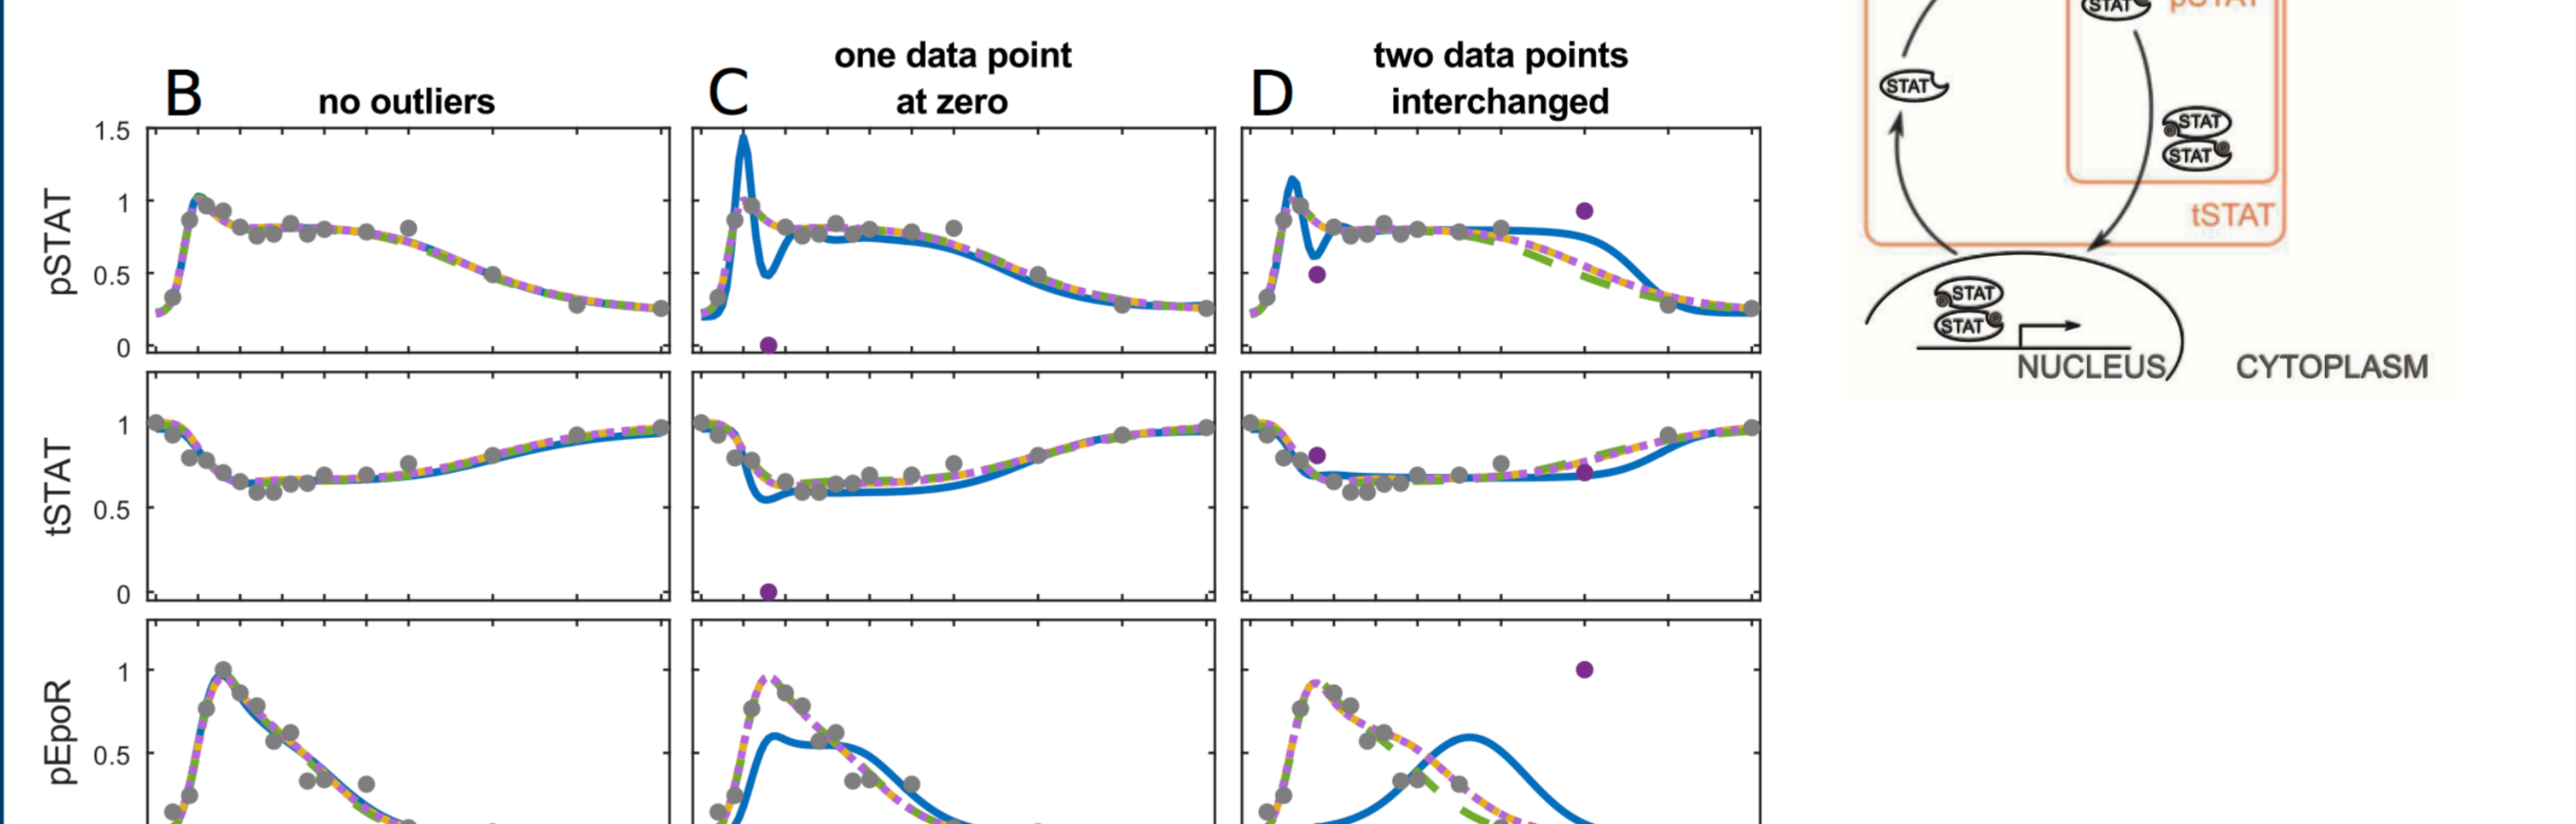 B
no outliers
C
one data point
at zero
D
two data points
interchanged
pSTAT
1.5
1
0.5
0
tSTAT
1
0.5
0
pEpoR
1
0.5
STAT
pSTAT
STAT
STAT
STAT
tSTAT
STAT
STAT
NUCLEUS
CYTOPLASM